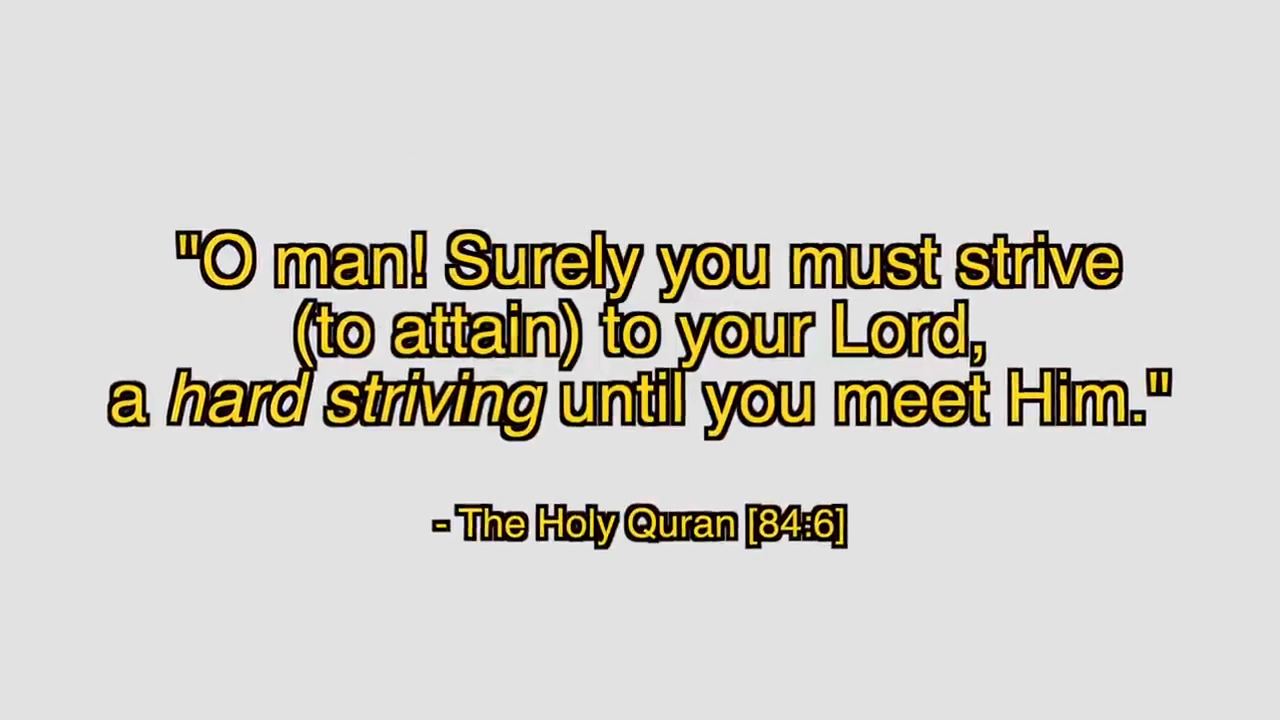 "O man! Surely you must strive
(to attain) to your Lord,
a hard striving until you meet Him."
- The Holy Quran [84:6]